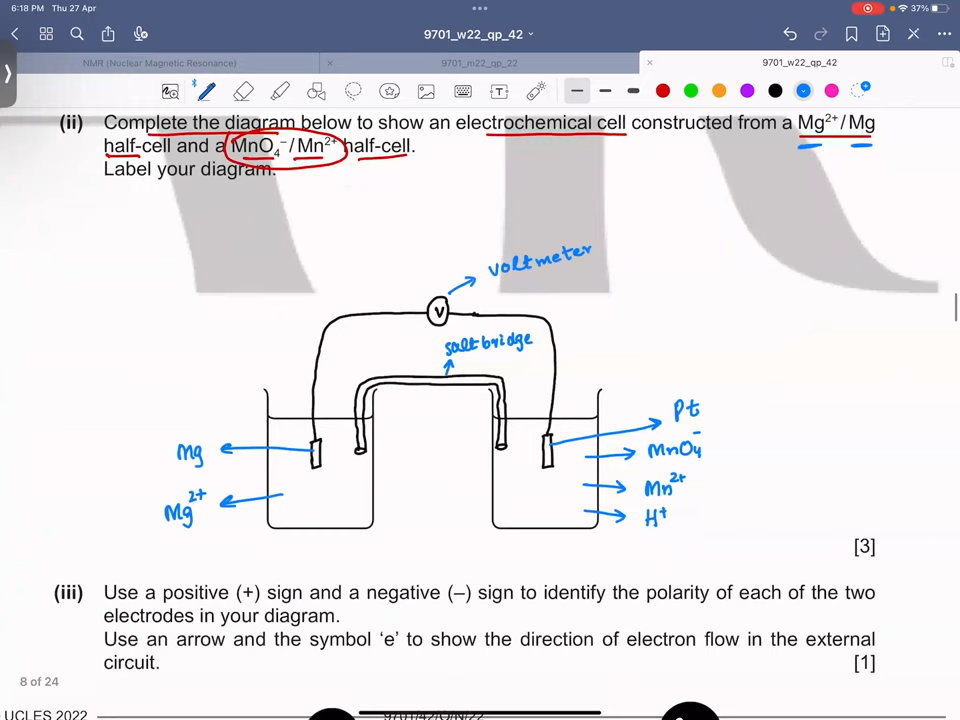 6:18 PM Thu 27 Apr
37%
9701_w22_qp_42
NMR (Nuclear Magnetic Resonance)
9701_m22_qp_22
9701_w22_qp_42
(ii) Complete the diagram below to show an electrochemical cell constructed from a Mg²⁺/Mg
half-cell and a MnO₄⁻/Mn²⁺ half-cell.
Label your diagram.
voltmeter
V
salt bridge
Pt
Mg
MnO₄⁻
Mg²⁺
Mn²⁺
H⁺
[3]
(iii) Use a positive (+) sign and a negative (–) sign to identify the polarity of each of the two
electrodes in your diagram.
Use an arrow and the symbol ‘e’ to show the direction of electron flow in the external
circuit. [1]
8 of 24
UCLES 2022
9701/42/O/N/22